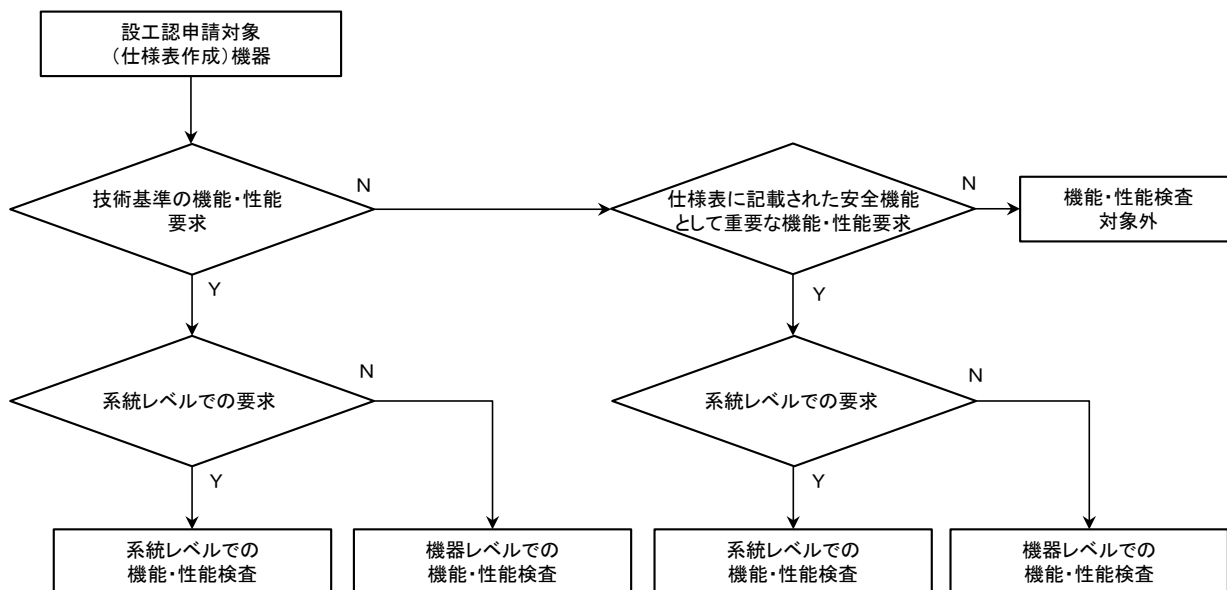 設工認申請対象
(仕様表作成)機器
技術基準の機能・性能
要求
N
仕様表に記載された安全機能
として重要な機能・性能要求
N
機能・性能検査
対象外
Y
Y
系統レベルでの要求
N
系統レベルでの要求
N
Y
Y
系統レベルでの
機能・性能検査
機器レベルでの
機能・性能検査
系統レベルでの
機能・性能検査
機器レベルでの
機能・性能検査